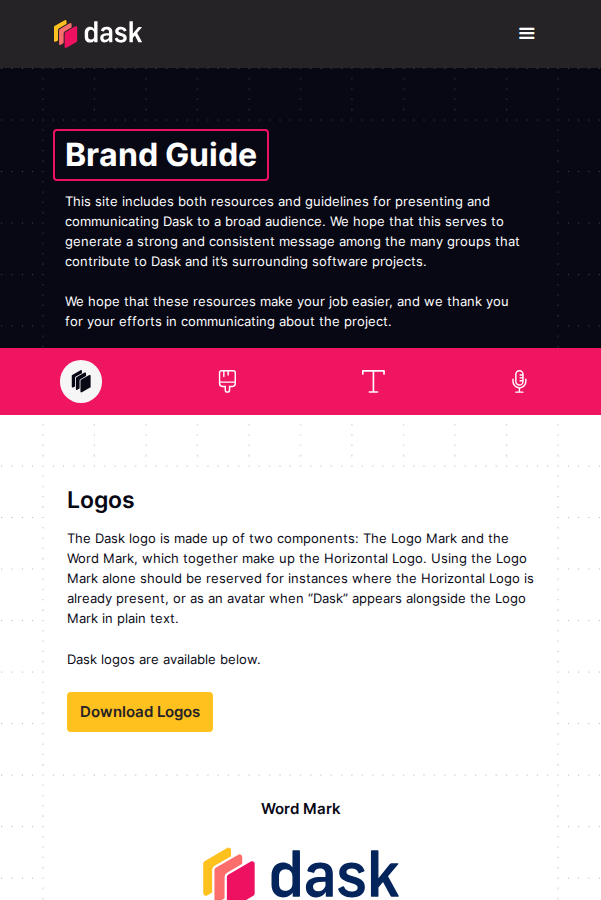 dask
Brand Guide
This site includes both resources and guidelines for presenting and
communicating Dask to a broad audience. We hope that this serves to
generate a strong and consistent message among the many groups that
contribute to Dask and it’s surrounding software projects.
We hope that these resources make your job easier, and we thank you
for your efforts in communicating about the project.
Logos
The Dask logo is made up of two components: The Logo Mark and the
Word Mark, which together make up the Horizontal Logo. Using the Logo
Mark alone should be reserved for instances where the Horizontal Logo is
already present, or as an avatar when “Dask” appears alongside the Logo
Mark in plain text.
Dask logos are available below.
Download Logos
Word Mark
dask